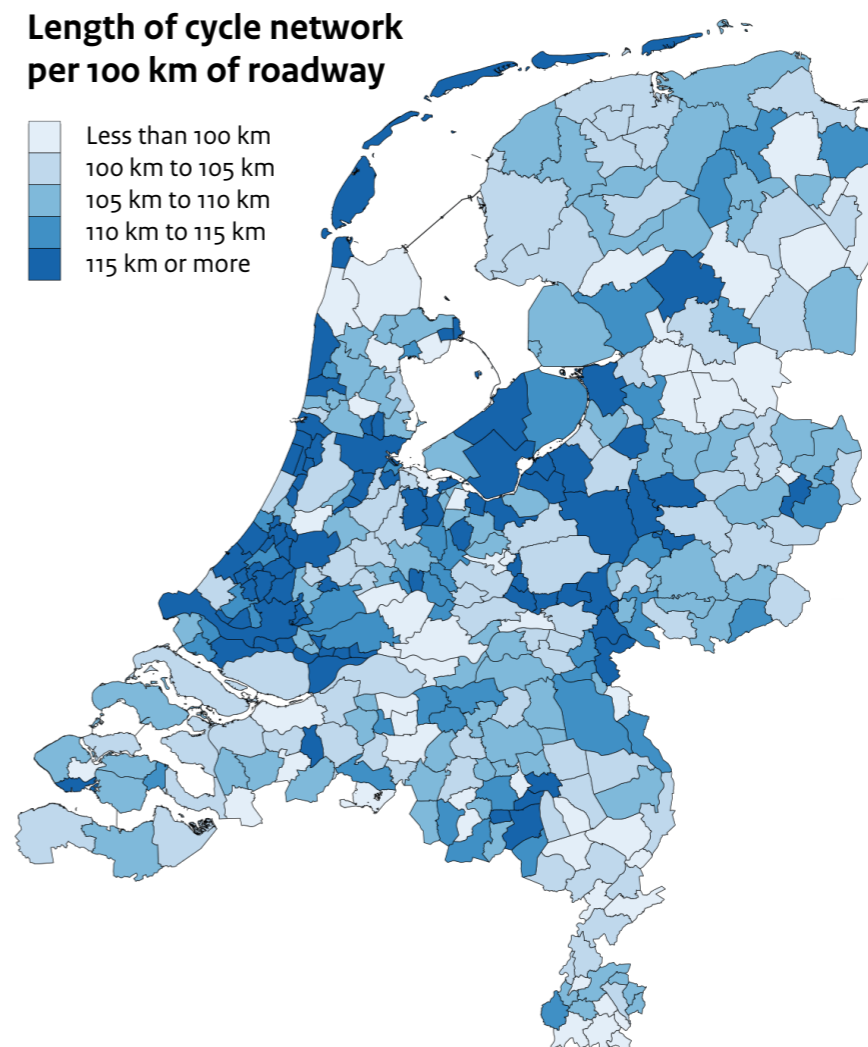 Length of cycle network
per 100 km of roadway
Less than 100 km
100 km to 105 km
105 km to 110 km
110 km to 115 km
115 km or more